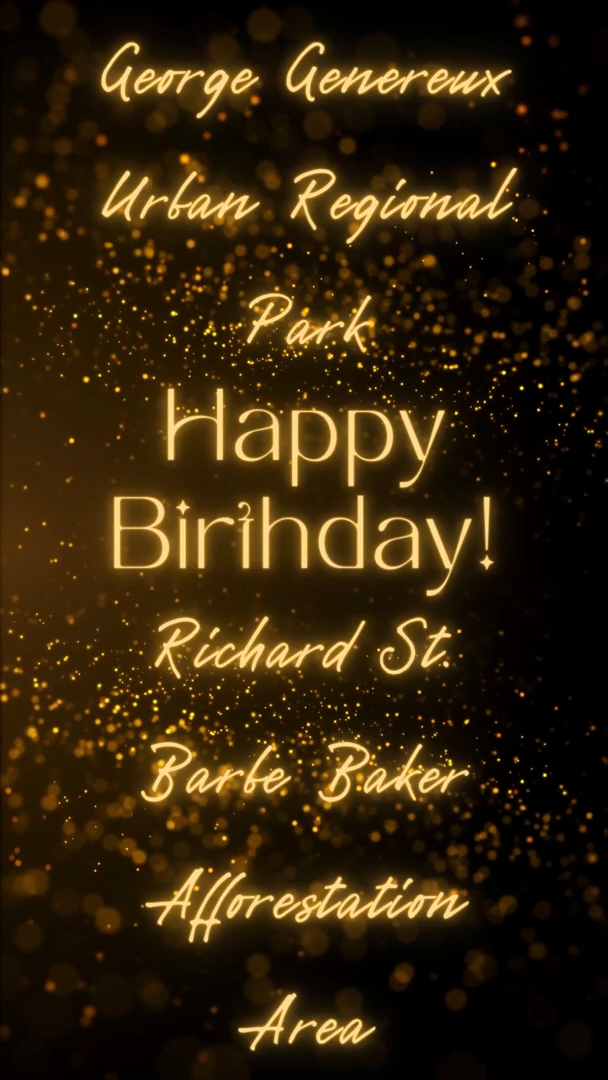 George Genereux
Urban Regional
Park
Happy
Birthday!
Richard St.
Barbe Baker
Afforestation
Area